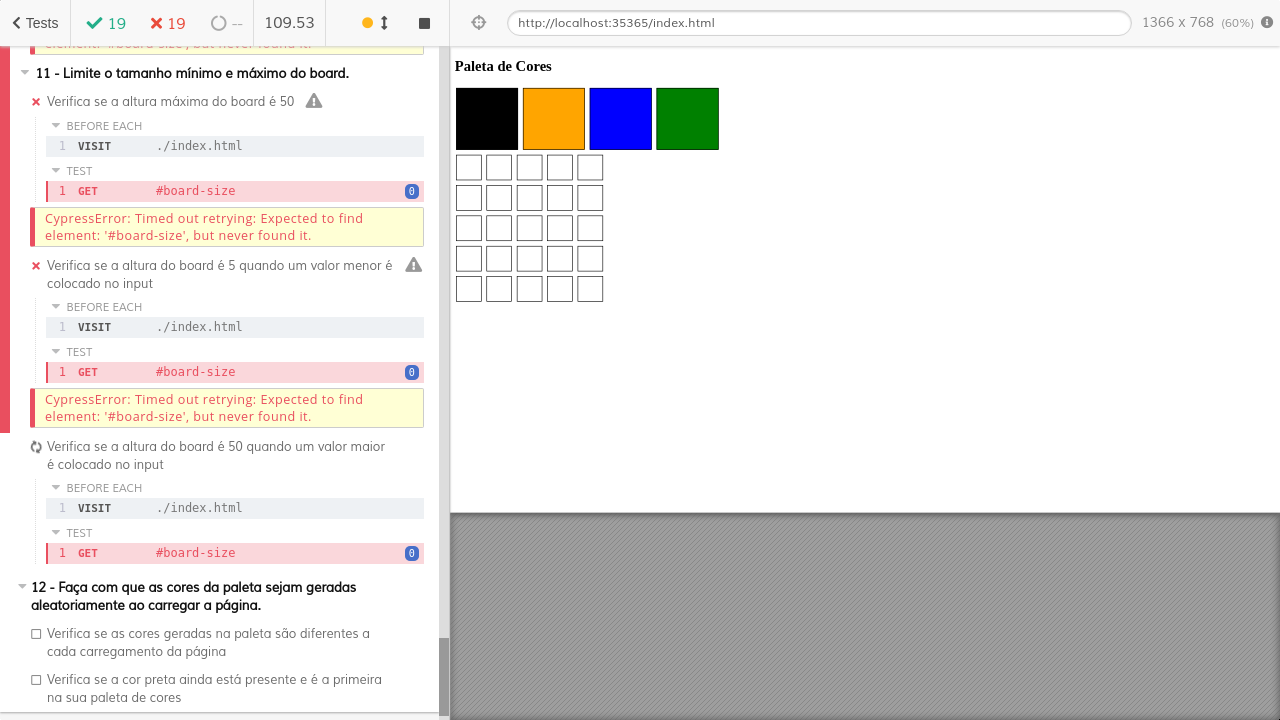 Tests
19
19
--
109.53
http://localhost:35365/index.html
1366 x 768 (60%)
element: '#board-size', but never found it.
11 - Limite o tamanho mínimo e máximo do board.
Verifica se a altura máxima do board é 50
BEFORE EACH
1 VISIT ./index.html
TEST
1 GET #board-size 0
CypressError: Timed out retrying: Expected to find
element: '#board-size', but never found it.
Verifica se a altura do board é 5 quando um valor menor é
colocado no input
BEFORE EACH
1 VISIT ./index.html
TEST
1 GET #board-size 0
CypressError: Timed out retrying: Expected to find
element: '#board-size', but never found it.
Verifica se a altura do board é 50 quando um valor maior
é colocado no input
BEFORE EACH
1 VISIT ./index.html
TEST
1 GET #board-size 0
12 - Faça com que as cores da paleta sejam geradas
aleatoriamente ao carregar a página.
Verifica se as cores geradas na paleta são diferentes a
cada carregamento da página
Verifica se a cor preta ainda está presente e é a primeira
na sua paleta de cores
Paleta de Cores